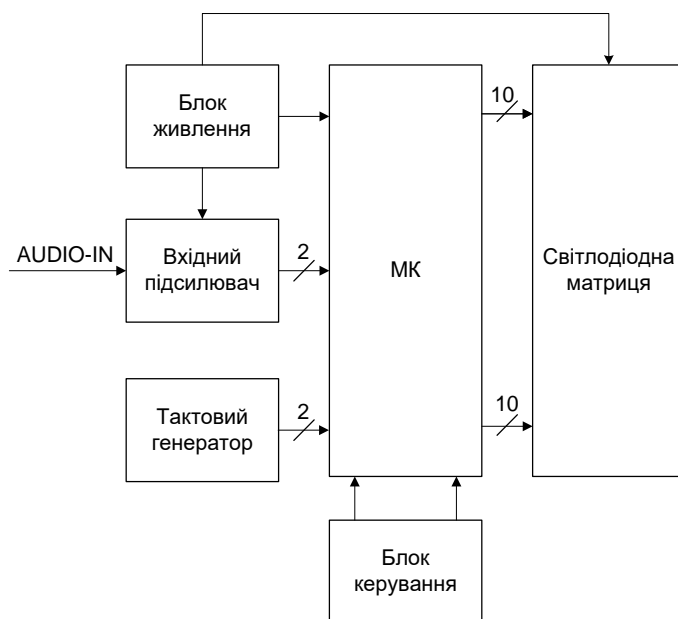 Блок
живлення
10
AUDIO-IN
Вхідний
підсилювач
2
МК
Світлодіодна
матриця
Тактовий
генератор
2
10
Блок
керування